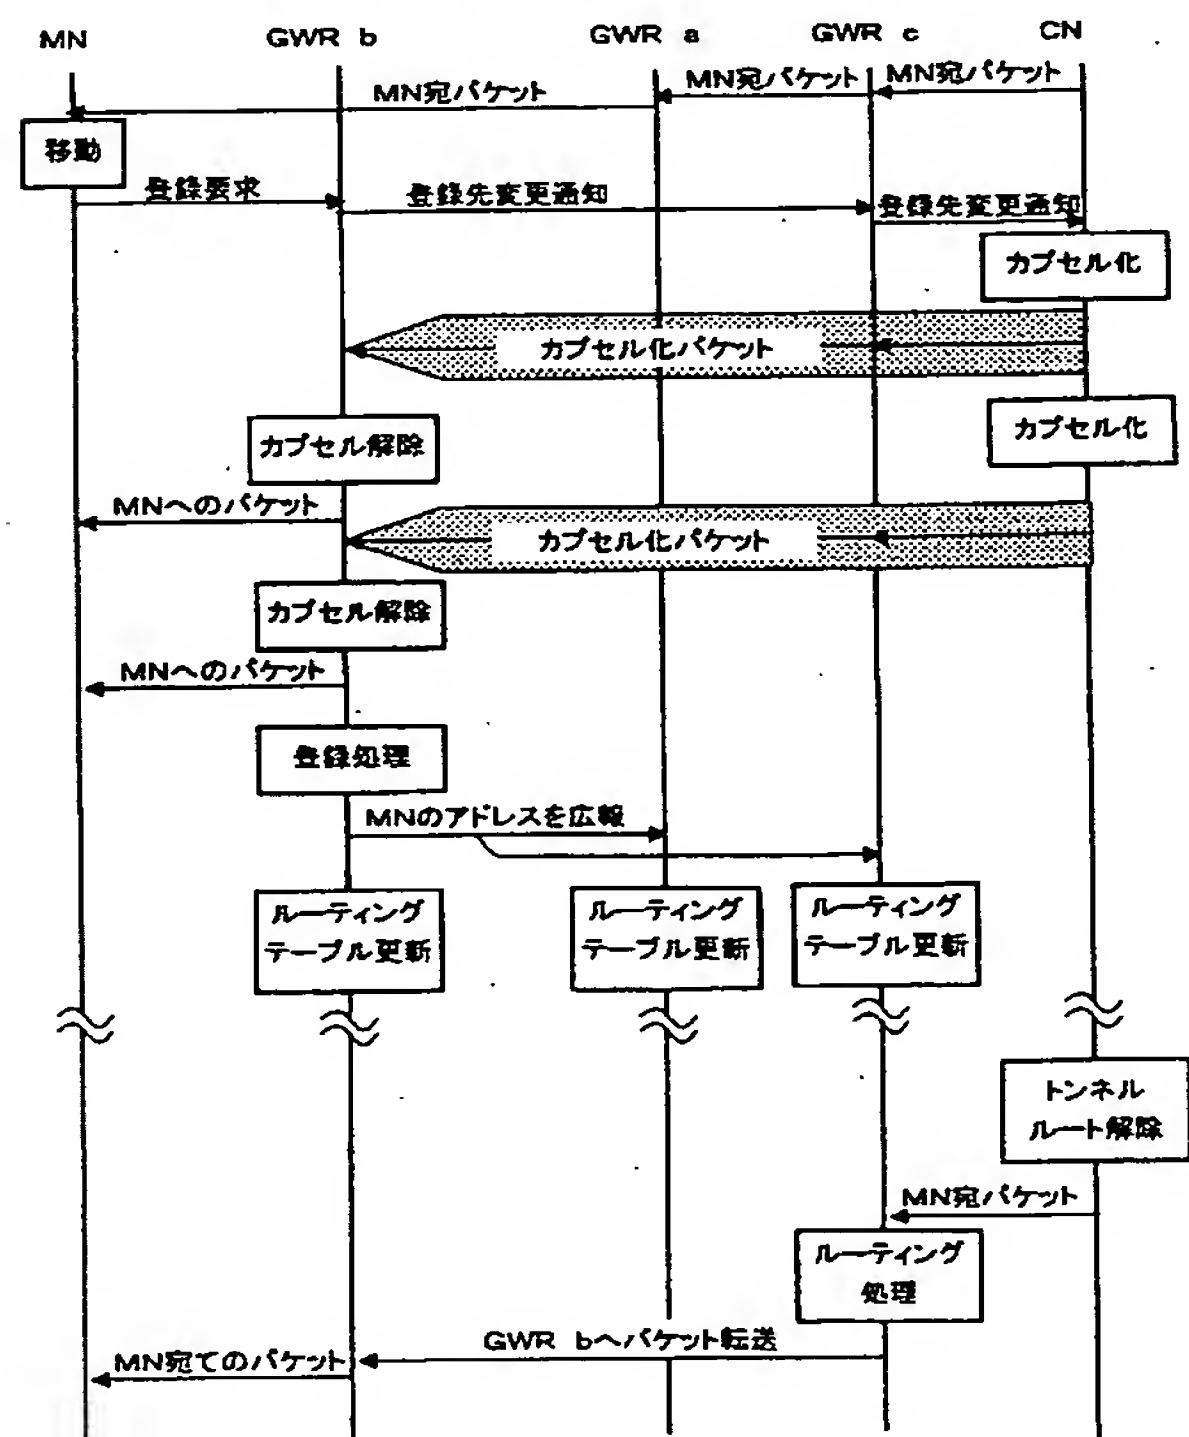 MN
GWR b
GWR a
GWR c
CN
MN宛パケット
MN宛パケット
MN宛パケット
移動
登録要求
登録先変更通知
登録先変更通知
カプセル化
カプセル化パケット
カプセル化
カプセル解除
MNへのパケット
カプセル化パケット
カプセル解除
MNへのパケット
登録処理
MNのアドレスを広報
ルーティング
テーブル更新
ルーティング
テーブル更新
ルーティング
テーブル更新
トンネル
ルート解除
MN宛パケット
ルーティング
処理
GWR bへパケット転送
MN宛てのパケット